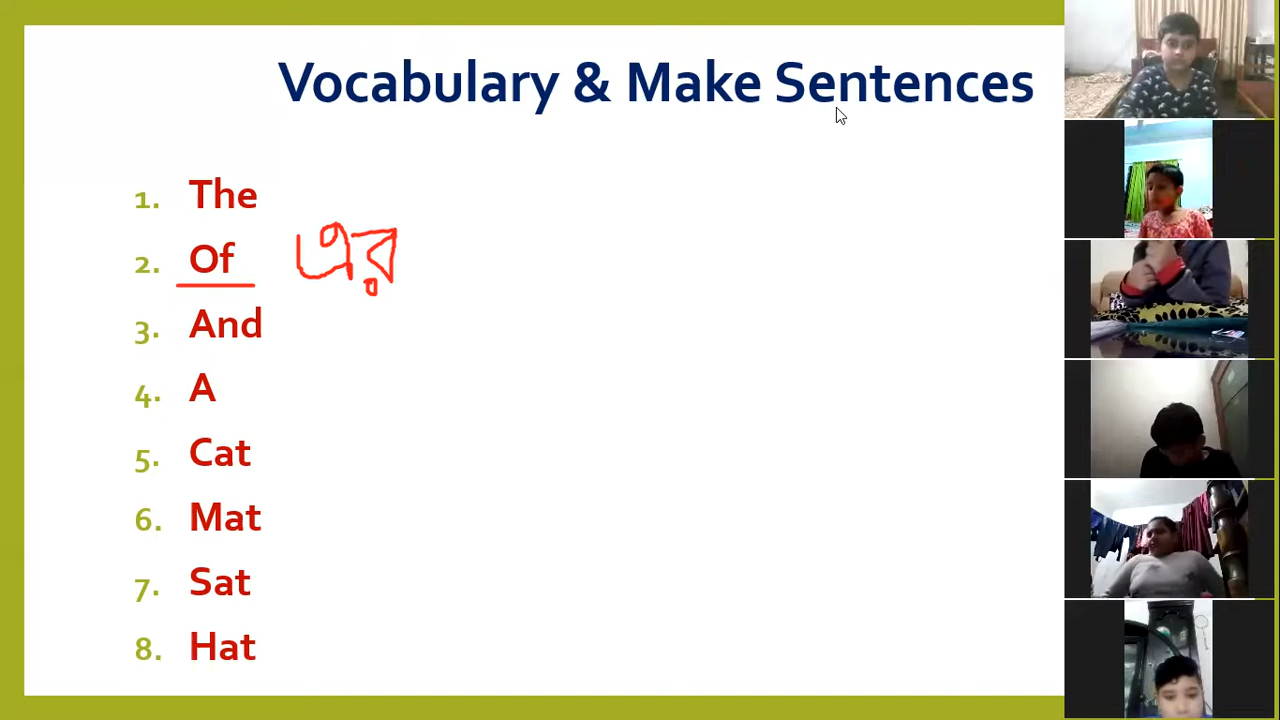 Vocabulary & Make Sentences
1. The
2. Of এর
3. And
4. A
5. Cat
6. Mat
7. Sat
8. Hat